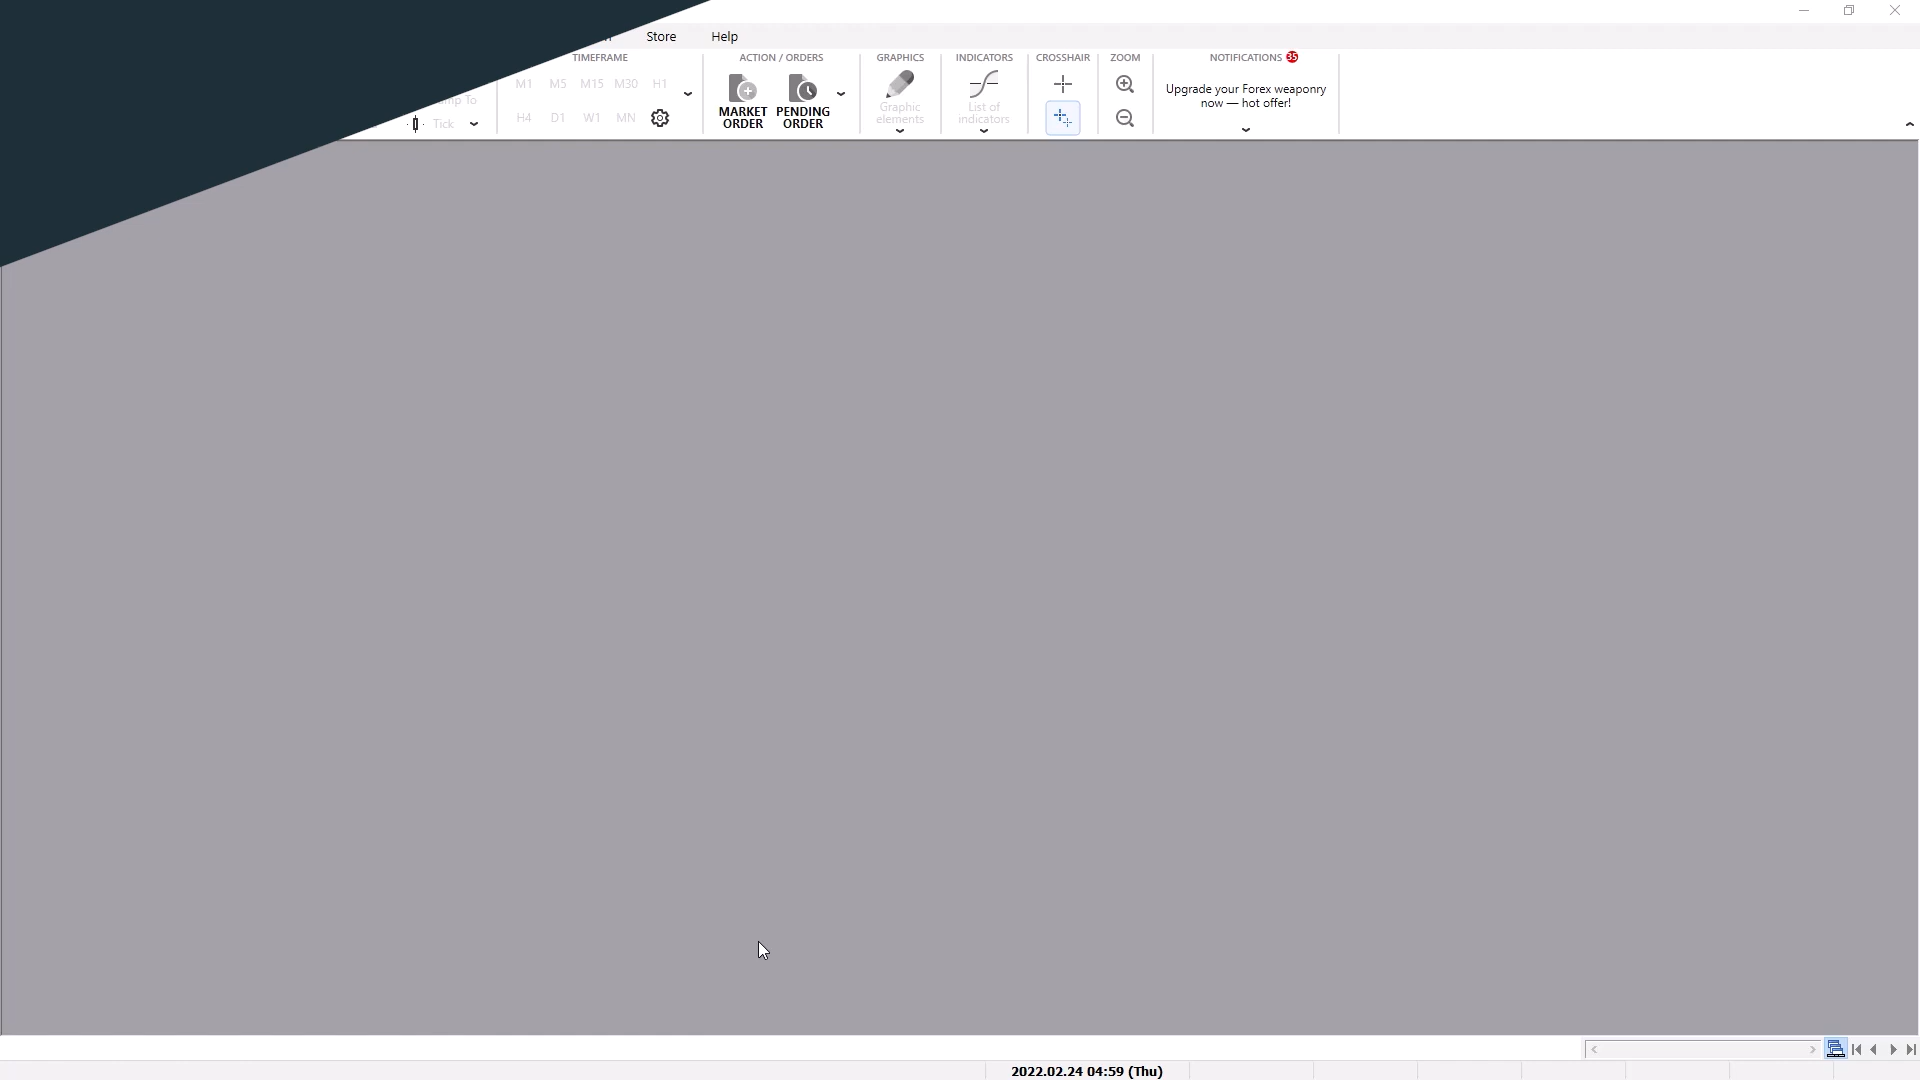 Store Help
TIMEFRAME ACTION / ORDERS GRAPHICS INDICATORS CROSSHAIR ZOOM NOTIFICATIONS 35
M1 M5 M15 M30 H1
To
Tick
H4 D1 W1 MN
MARKET
ORDER
PENDING
ORDER
Graphic
elements
List of
indicators
Upgrade your Forex weaponry
now — hot offer!
2022.02.24 04:59 (Thu)